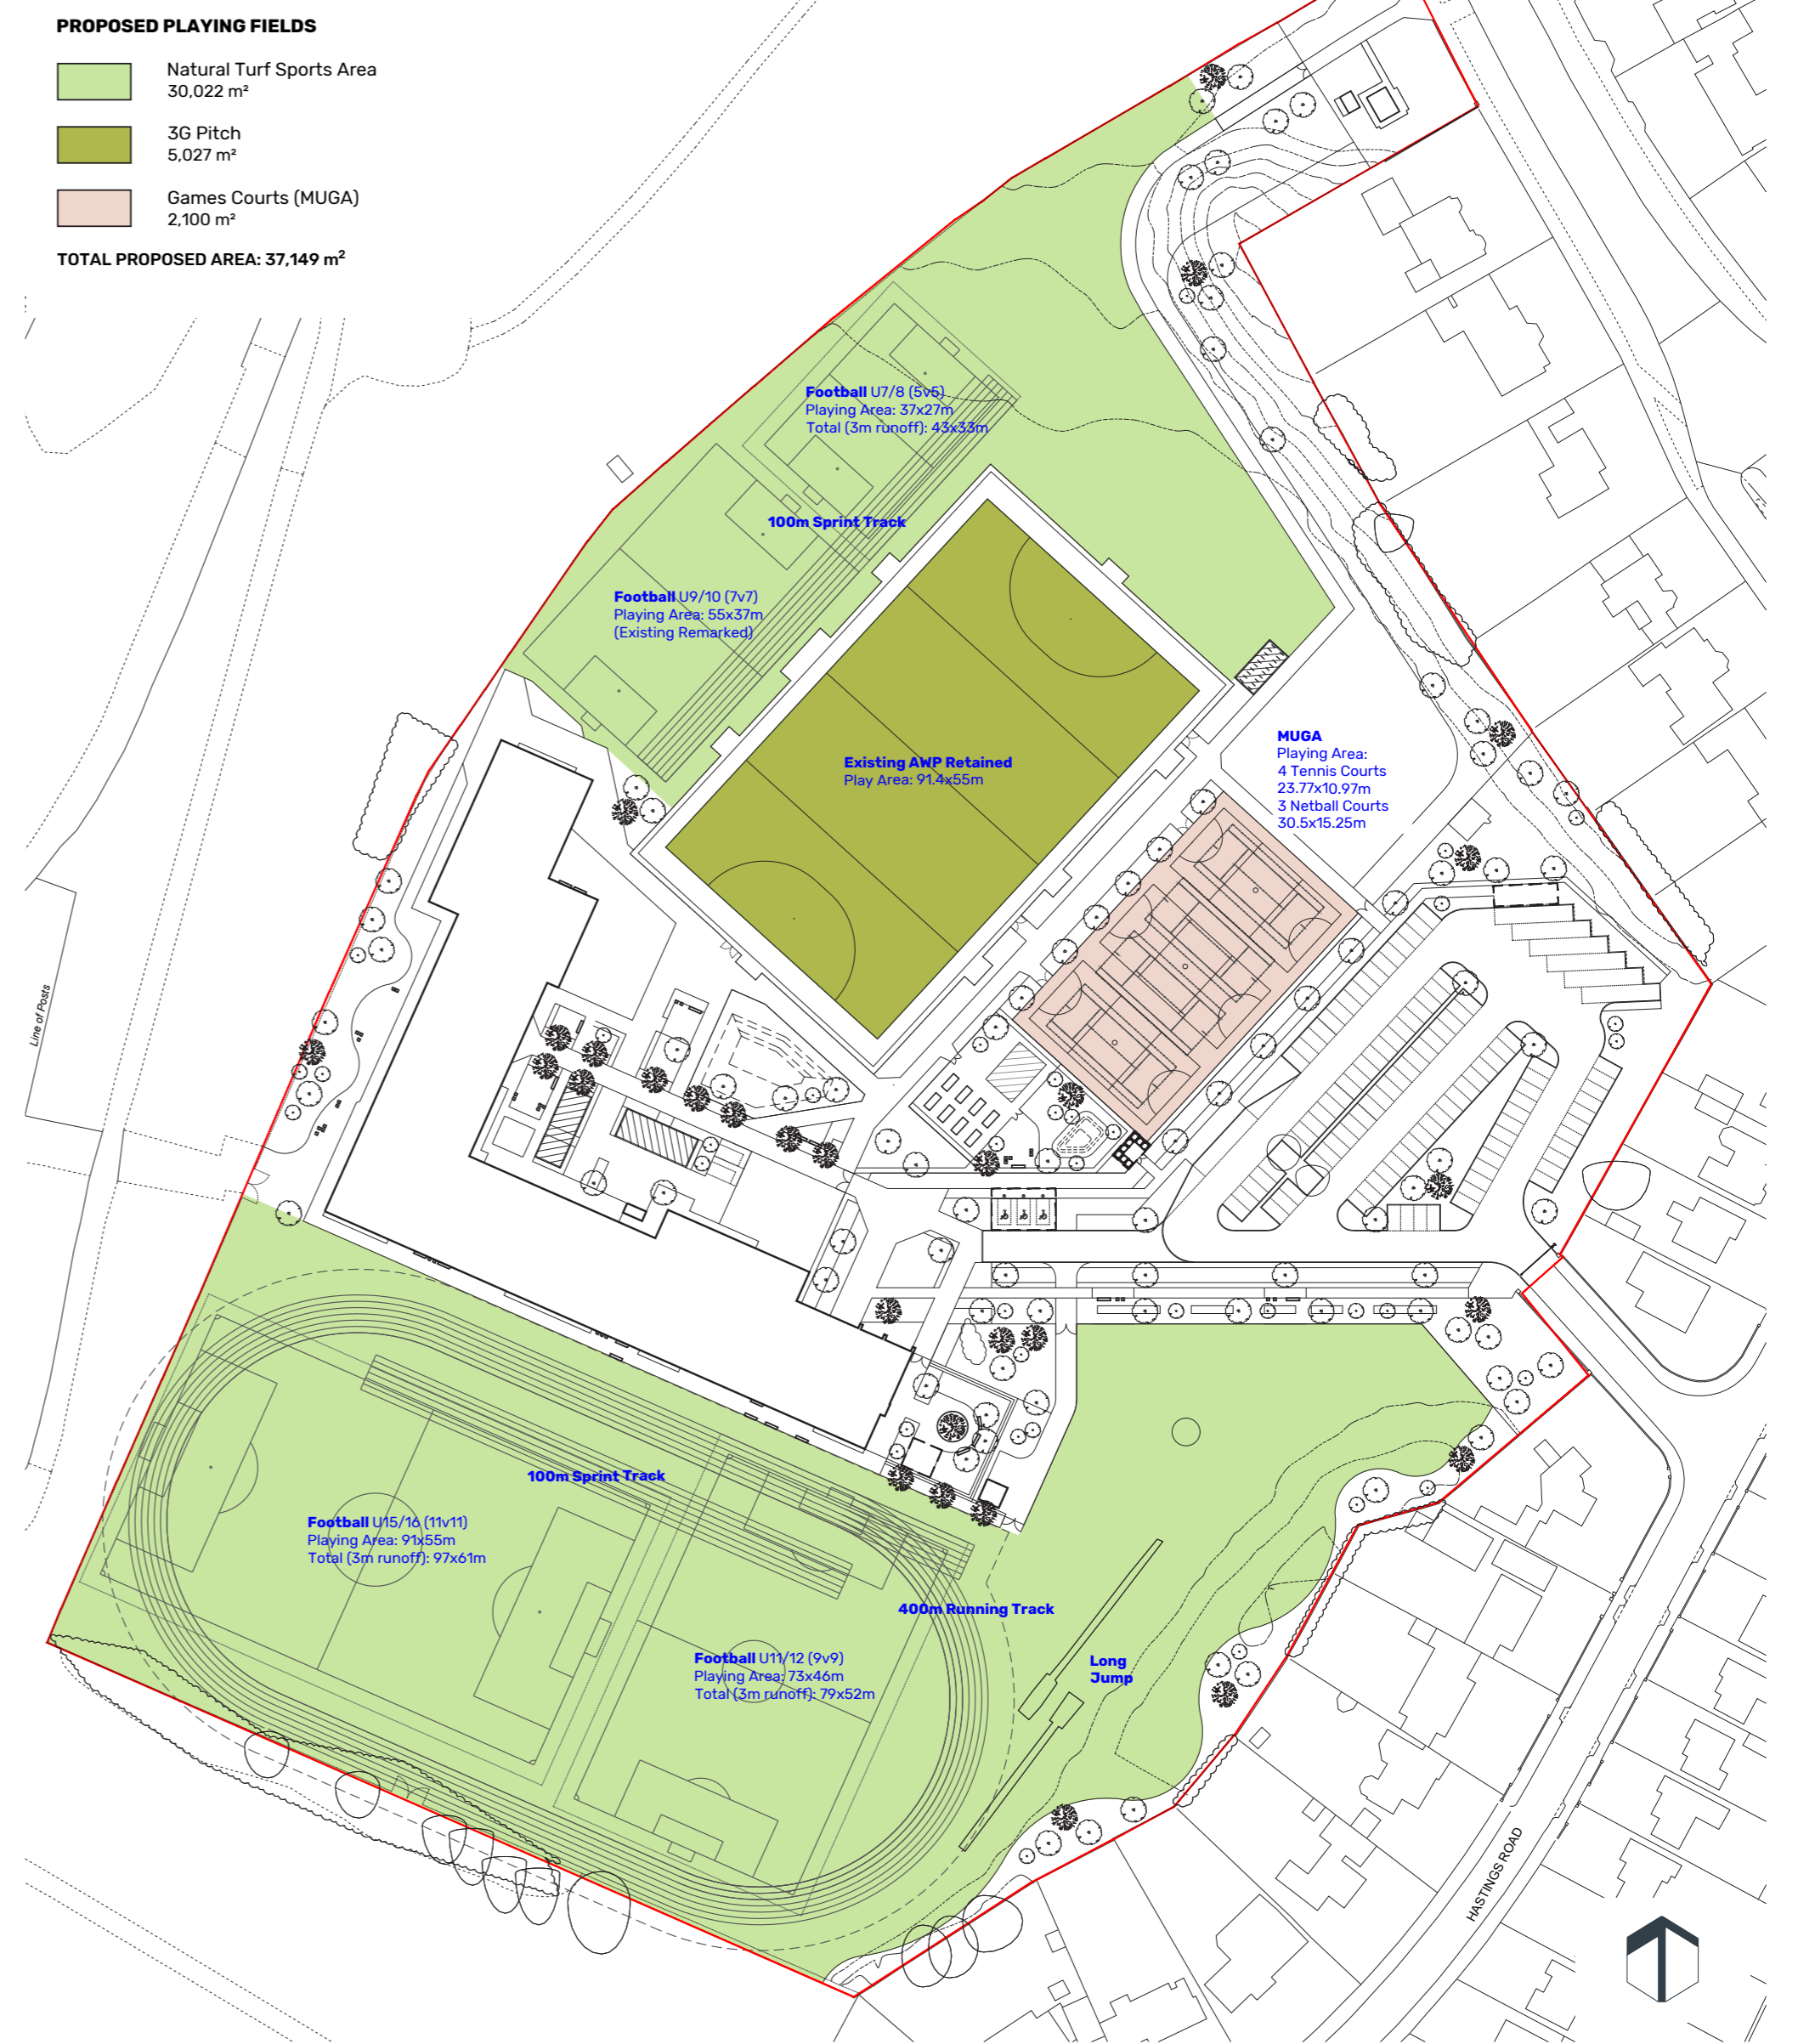 PROPOSED PLAYING FIELDS
Natural Turf Sports Area
30,022 m²
3G Pitch
5,027 m²
Games Courts (MUGA)
2,100 m²
TOTAL PROPOSED AREA: 37,149 m²
Football U7/8 (5v5)
Playing Area: 37x27m
Total (3m runoff): 43x33m
100m Sprint Track
Football U9/10 (7v7)
Playing Area: 55x37m
(Existing Remarked)
Existing AWP Retained
Play Area: 91.4x55m
MUGA
Playing Area:
4 Tennis Courts
23.77x10.97m
3 Netball Courts
30.5x15.25m
Line of Posts
100m Sprint Track
Football U15/16 (11v11)
Playing Area: 91x55m
Total (3m runoff): 97x61m
400m Running Track
Football U11/12 (9v9)
Playing Area: 73x46m
Total (3m runoff): 79x52m
Long
Jump
HASTINGS ROAD